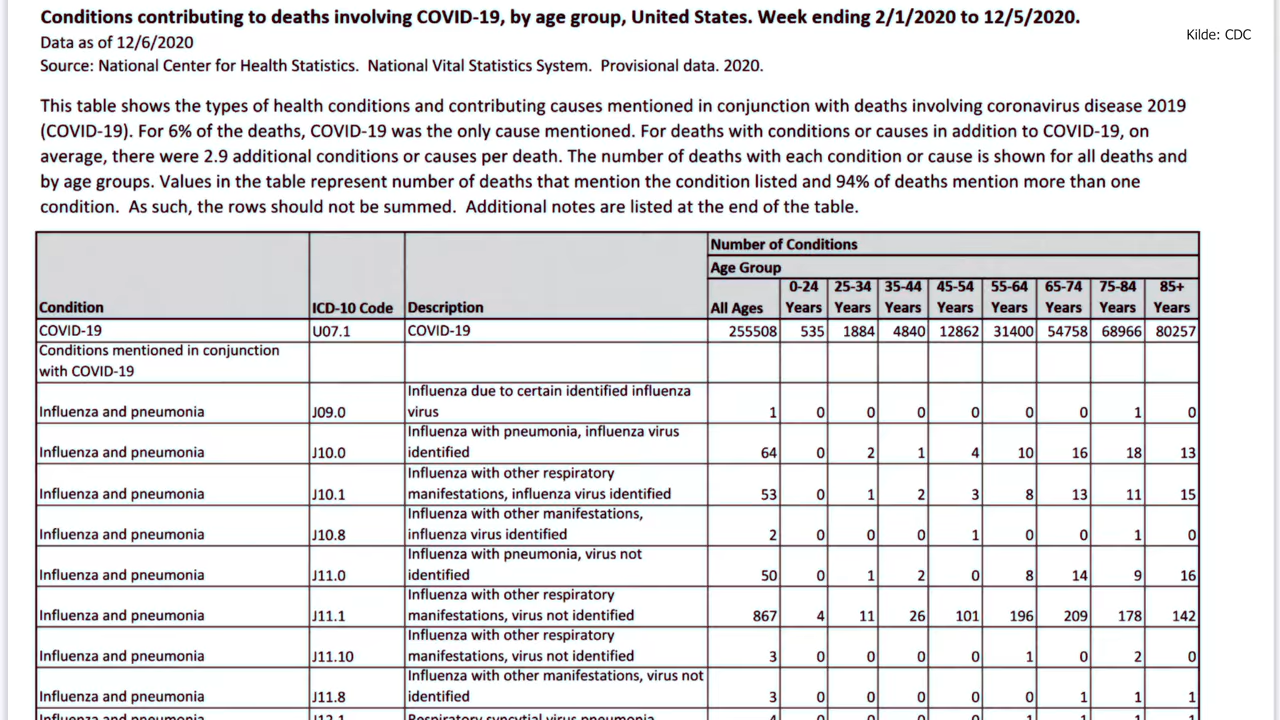 Conditions contributing to deaths involving COVID-19, by age group, United States. Week ending 2/1/2020 to 12/5/2020.
Kilde: CDC
Data as of 12/6/2020
Source: National Center for Health Statistics. National Vital Statistics System. Provisional data. 2020.
This table shows the types of health conditions and contributing causes mentioned in conjunction with deaths involving coronavirus disease 2019
(COVID-19). For 6% of the deaths, COVID-19 was the only cause mentioned. For deaths with conditions or causes in addition to COVID-19, on
average, there were 2.9 additional conditions or causes per death. The number of deaths with each condition or cause is shown for all deaths and
by age groups. Values in the table represent number of deaths that mention the condition listed and 94% of deaths mention more than one
condition. As such, the rows should not be summed. Additional notes are listed at the end of the table.
Number of Conditions
Age Group
0-24 25-34 35-44 45-54 55-64 65-74 75-84 85+
Condition ICD-10 Code Description All Ages Years Years Years Years Years Years Years Years
COVID-19 U07.1 COVID-19 255508 535 1884 4840 12862 31400 54758 68966 80257
Conditions mentioned in conjunction
with COVID-19
Influenza due to certain identified influenza
Influenza and pneumonia J09.0 virus 1 0 0 0 0 0 0 1 0
Influenza with pneumonia, influenza virus
Influenza and pneumonia J10.0 identified 64 0 2 1 4 10 16 18 13
Influenza with other respiratory
Influenza and pneumonia J10.1 manifestations, influenza virus identified 53 0 1 2 3 8 13 11 15
Influenza with other manifestations,
Influenza and pneumonia J10.8 influenza virus identified 2 0 0 0 1 0 0 1 0
Influenza with pneumonia, virus not
Influenza and pneumonia J11.0 identified 50 0 1 2 0 8 14 9 16
Influenza with other respiratory
Influenza and pneumonia J11.1 manifestations, virus not identified 867 4 11 26 101 196 209 178 142
Influenza with other respiratory
Influenza and pneumonia J11.10 manifestations, virus not identified 3 0 0 0 0 1 0 2 0
Influenza with other manifestations, virus not
Influenza and pneumonia J11.8 identified 3 0 0 0 0 0 1 1 1
Influenza and pneumonia J12.1 Respiratory syncytial virus pneumonia 4 0 0 0 0 1 1 1 1